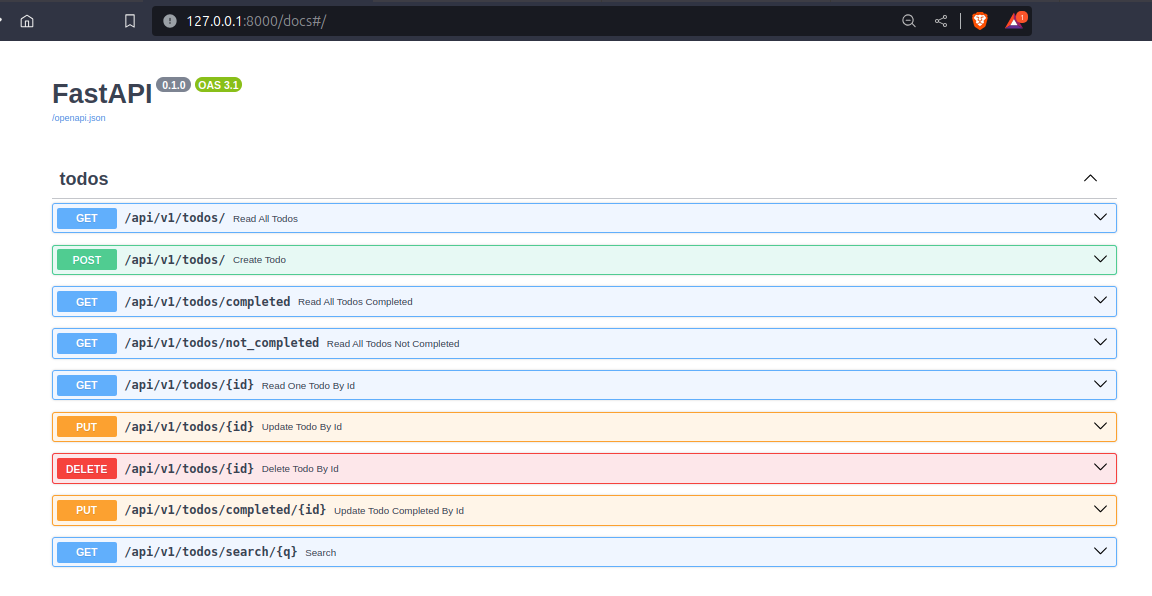 127.0.0.1:8000/docs#/
1
FastAPI 0.1.0 OAS 3.1
/openapi.json
todos
GET /api/v1/todos/ Read All Todos
POST /api/v1/todos/ Create Todo
GET /api/v1/todos/completed Read All Todos Completed
GET /api/v1/todos/not_completed Read All Todos Not Completed
GET /api/v1/todos/{id} Read One Todo By Id
PUT /api/v1/todos/{id} Update Todo By Id
DELETE /api/v1/todos/{id} Delete Todo By Id
PUT /api/v1/todos/completed/{id} Update Todo Completed By Id
GET /api/v1/todos/search/{q} Search